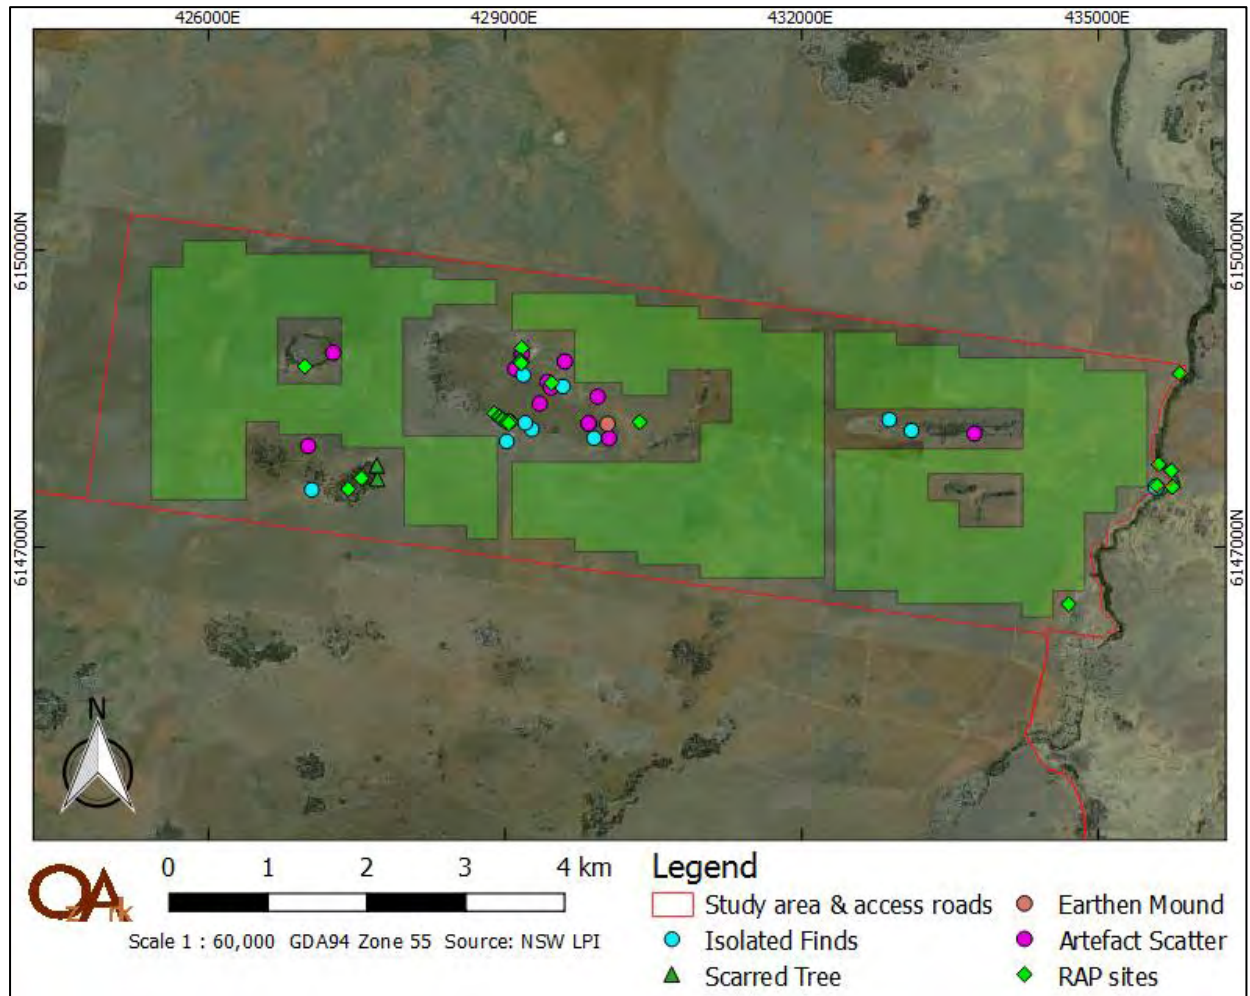 426000E 429000E 432000E 435000E
6150000N 6150000N
6147000N 6147000N
N
OzArk
0 1 2 3 4 km
Scale 1 : 60,000 GDA94 Zone 55 Source: NSW LPI
Legend
Study area & access roads
Isolated Finds
Scarred Tree
Earthen Mound
Artefact Scatter
RAP sites